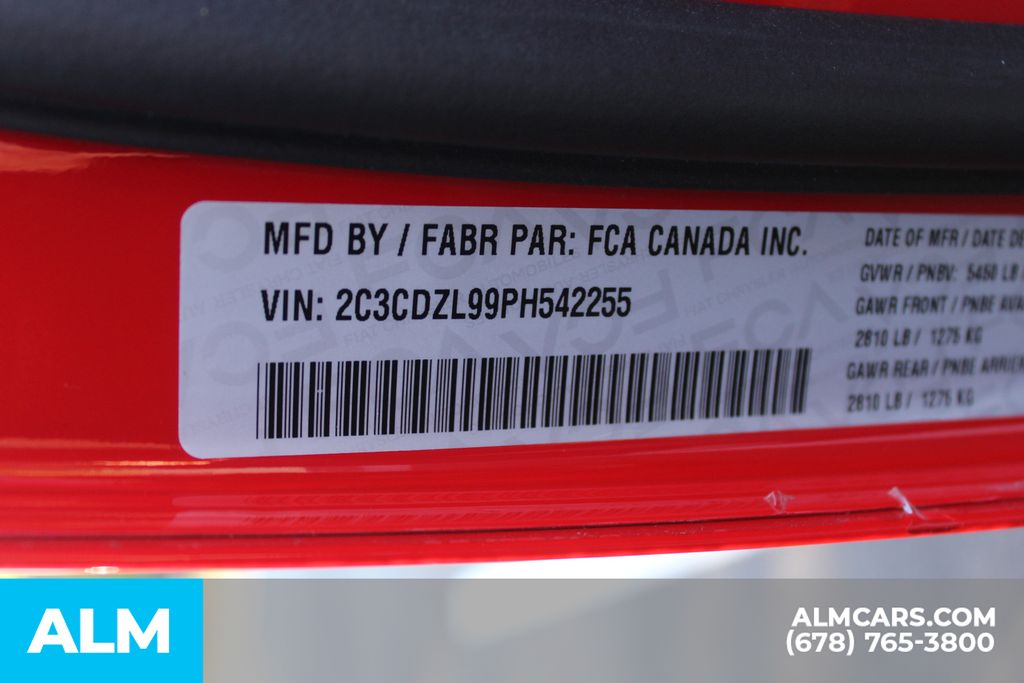 MFD BY / FABR PAR: FCA CANADA INC.
VIN: 2C3CDZL99PH542255
DATE OF MFR / DATE DE
GVWR / PNBV: 5450 LB
GAWR FRONT / PNBE AVA
2810 LB / 1275 KG
GAWR REAR / PNBE ARRIER
2810 LB / 1275 KG
ALM
ALMCARS.COM
(678) 765-3800